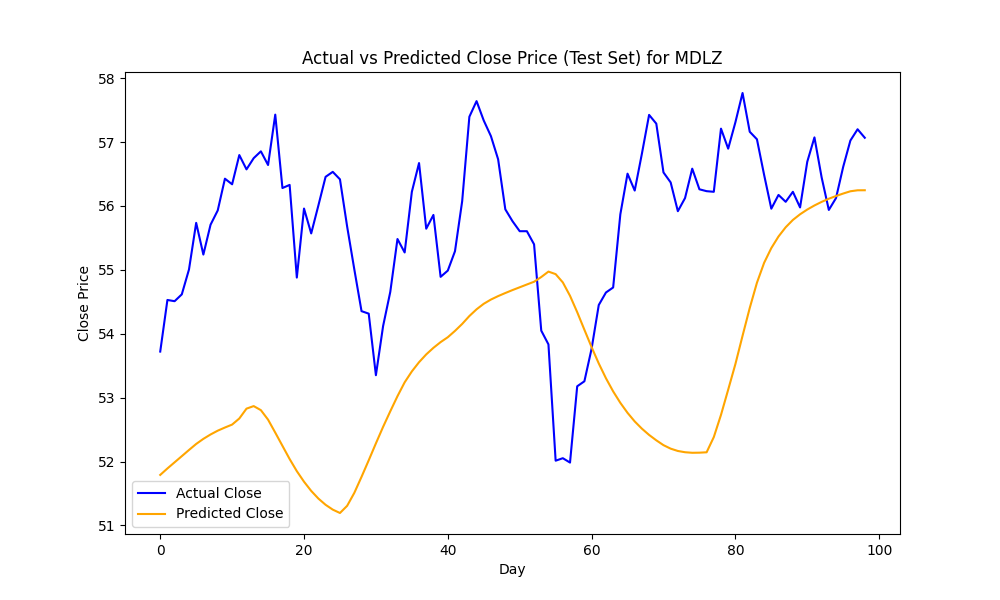 Actual vs Predicted Close Price (Test Set) for MDLZ
58
57
56
55
54
53
52
51
Close Price
Actual Close
Predicted Close
0 20 40 60 80 100
Day